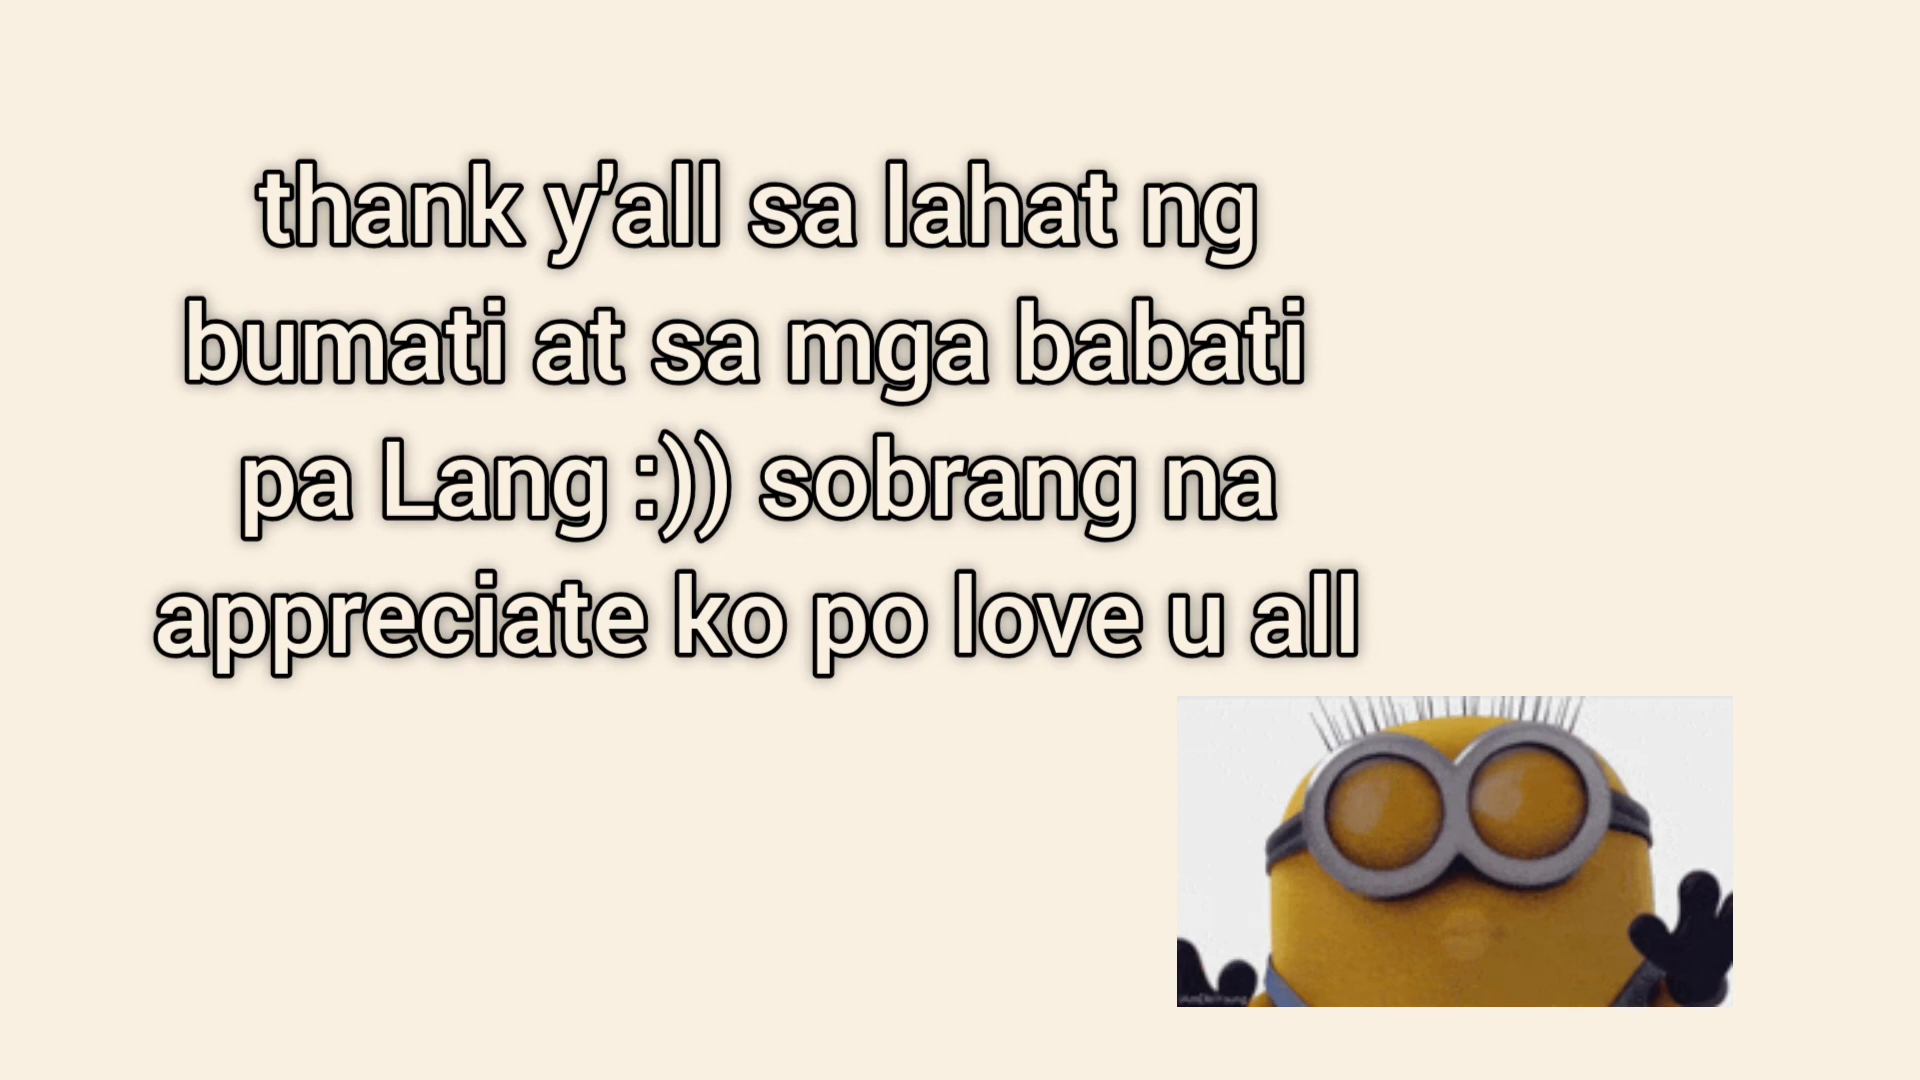 thank y'all sa lahat ng
bumati at sa mga babati
pa Lang :)) sobrang na
appreciate ko po love u all